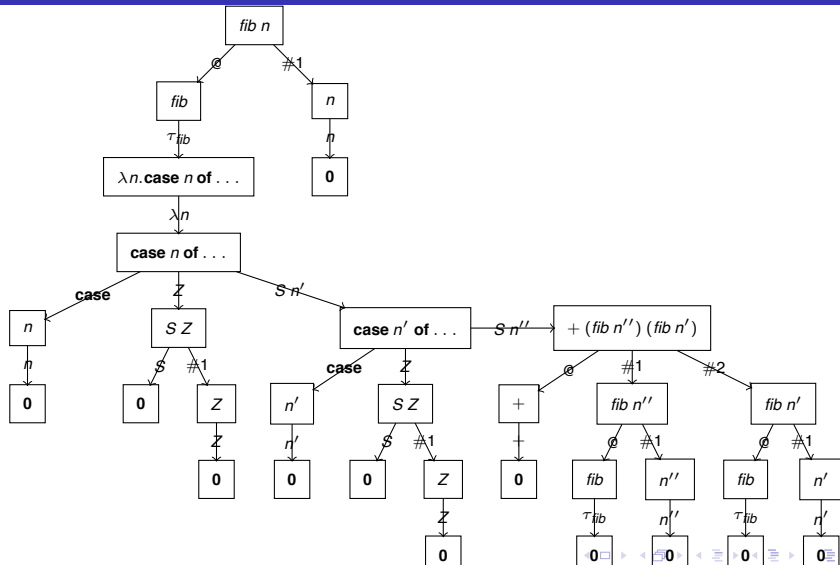 fib n
@ #1
fib n
τfib n
λn.case n of . . . 0
λn
case n of . . .
case Z S n′
n S Z case n′ of . . . S n′′ + (fib n′′) (fib n′)
n S #1 case Z @ #1 #2
0 0 Z n′ S Z + fib n′′ fib n′
Z n′ S #1 + @ #1 @ #1
0 0 0 Z 0 fib n′′ fib n′
Z τfib n′′ τfib n′
0 0 0 0 0